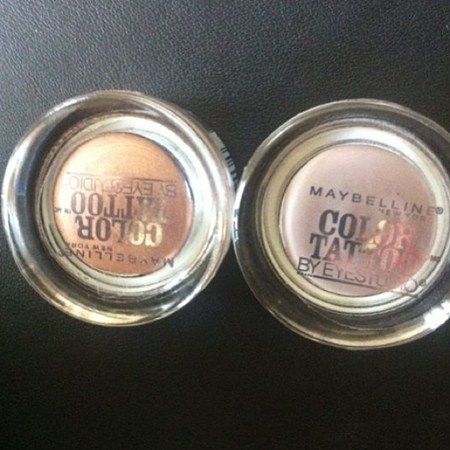 MAYBELLINE
NEW YORK
COLOR
TATTOO
BY EYESTUDIO
MAYBELLINE®
NEW YORK
COLOR
TATTOO
BY EYESTUDIO®